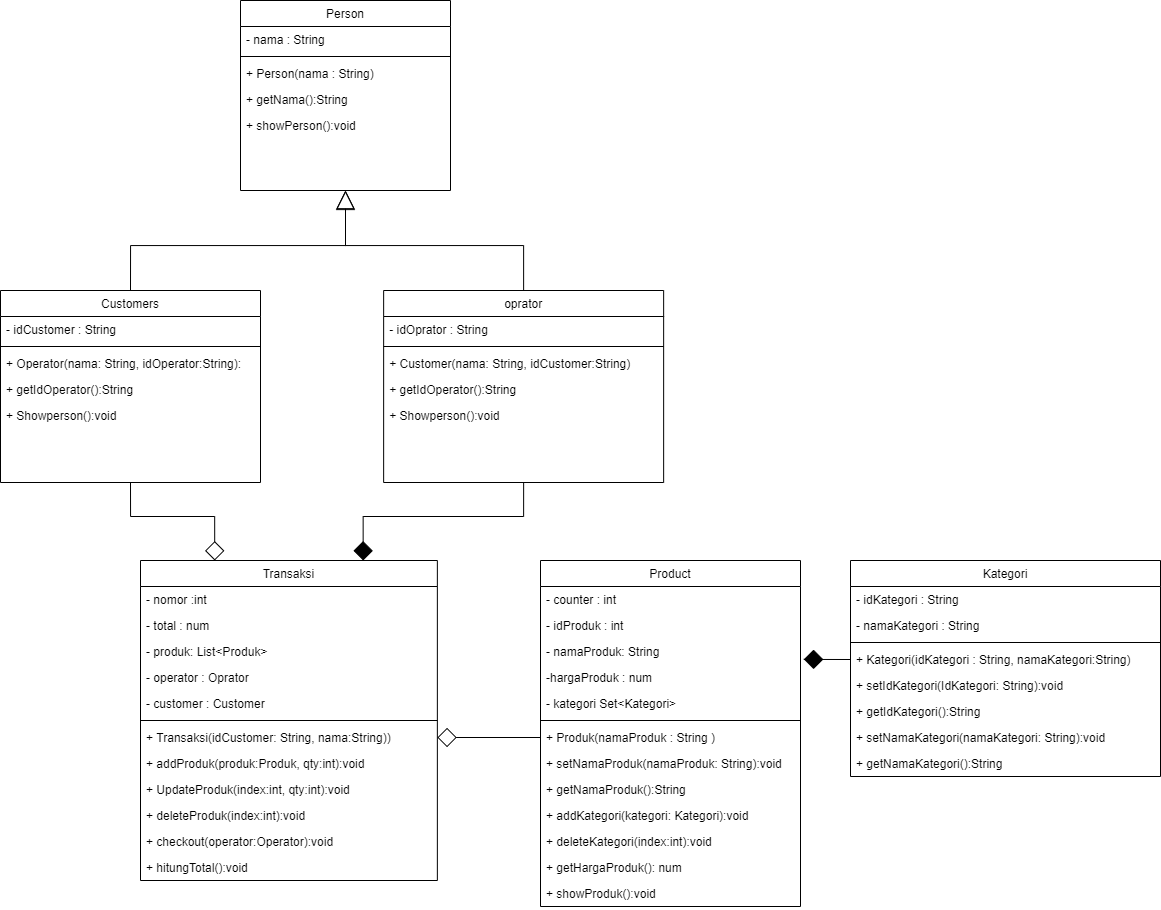 Person
- nama : String
+ Person(nama : String)
+ getNama():String
+ showPerson():void
Customers
- idCustomer : String
+ Operator(nama: String, idOperator:String):
+ getIdOperator():String
+ Showperson():void
oprator
- idOprator : String
+ Customer(nama: String, idCustomer:String)
+ getIdOperator():String
+ Showperson():void
Transaksi
- nomor :int
- total : num
- produk: List<Produk>
- operator : Oprator
- customer : Customer
+ Transaksi(idCustomer: String, nama:String))
+ addProduk(produk:Produk, qty:int):void
+ UpdateProduk(index:int, qty:int):void
+ deleteProduk(index:int):void
+ checkout(operator:Operator):void
+ hitungTotal():void
Product
- counter : int
- idProduk : int
- namaProduk: String
-hargaProduk : num
- kategori Set<Kategori>
+ Produk(namaProduk : String )
+ setNamaProduk(namaProduk: String):void
+ getNamaProduk():String
+ addKategori(kategori: Kategori):void
+ deleteKategori(index:int):void
+ getHargaProduk(): num
+ showProduk():void
Kategori
- idKategori : String
- namaKategori : String
+ Kategori(idKategori : String, namaKategori:String)
+ setIdKategori(IdKategori: String):void
+ getIdKategori():String
+ setNamaKategori(namaKategori: String):void
+ getNamaKategori():String